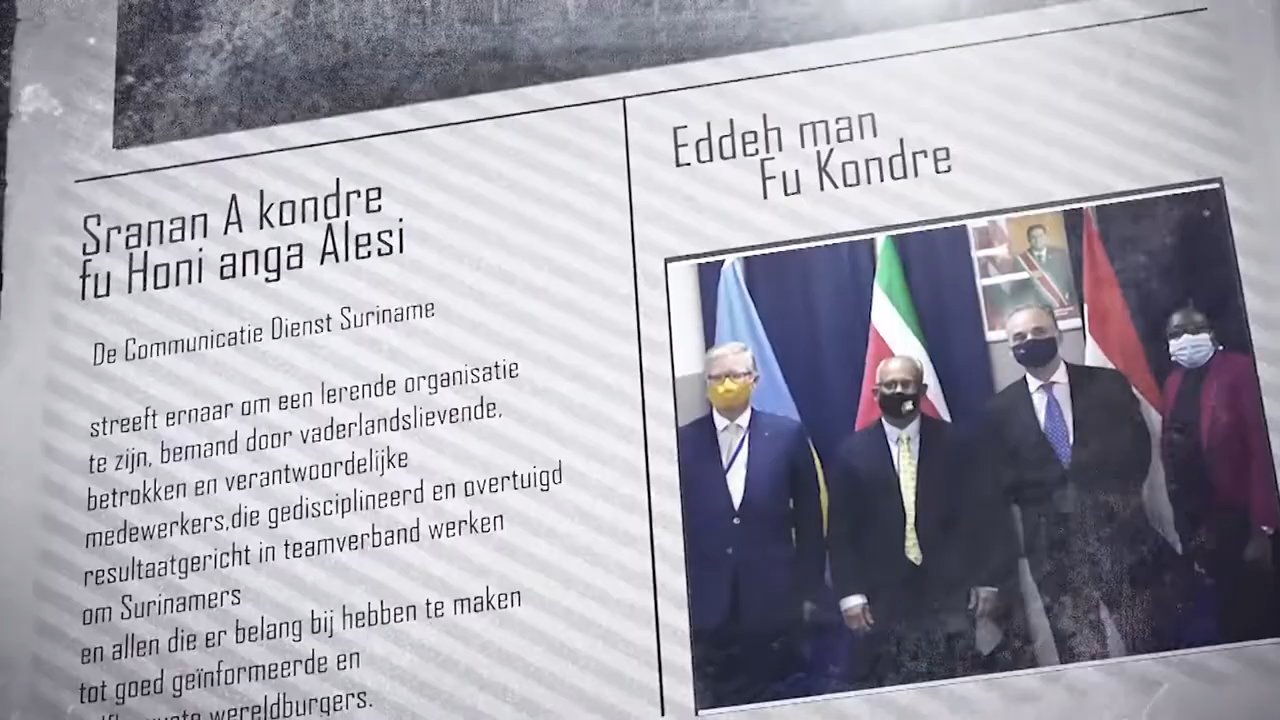 Sranan A kondre
fu Honi anga Alesi
De Communicatie Dienst Suriname
streeft ernaar om een lerende organisatie
te zijn, bemand door vaderlandslievende,
betrokken en verantwoordelijke
medewerkers,die gedisciplineerd en overtuigd
resultaatgericht in teamverband werken
om Surinamers
en allen die er belang bij hebben te maken
tot goed geïnformeerde en
wereldburgers.
Eddeh man
Fu Kondre